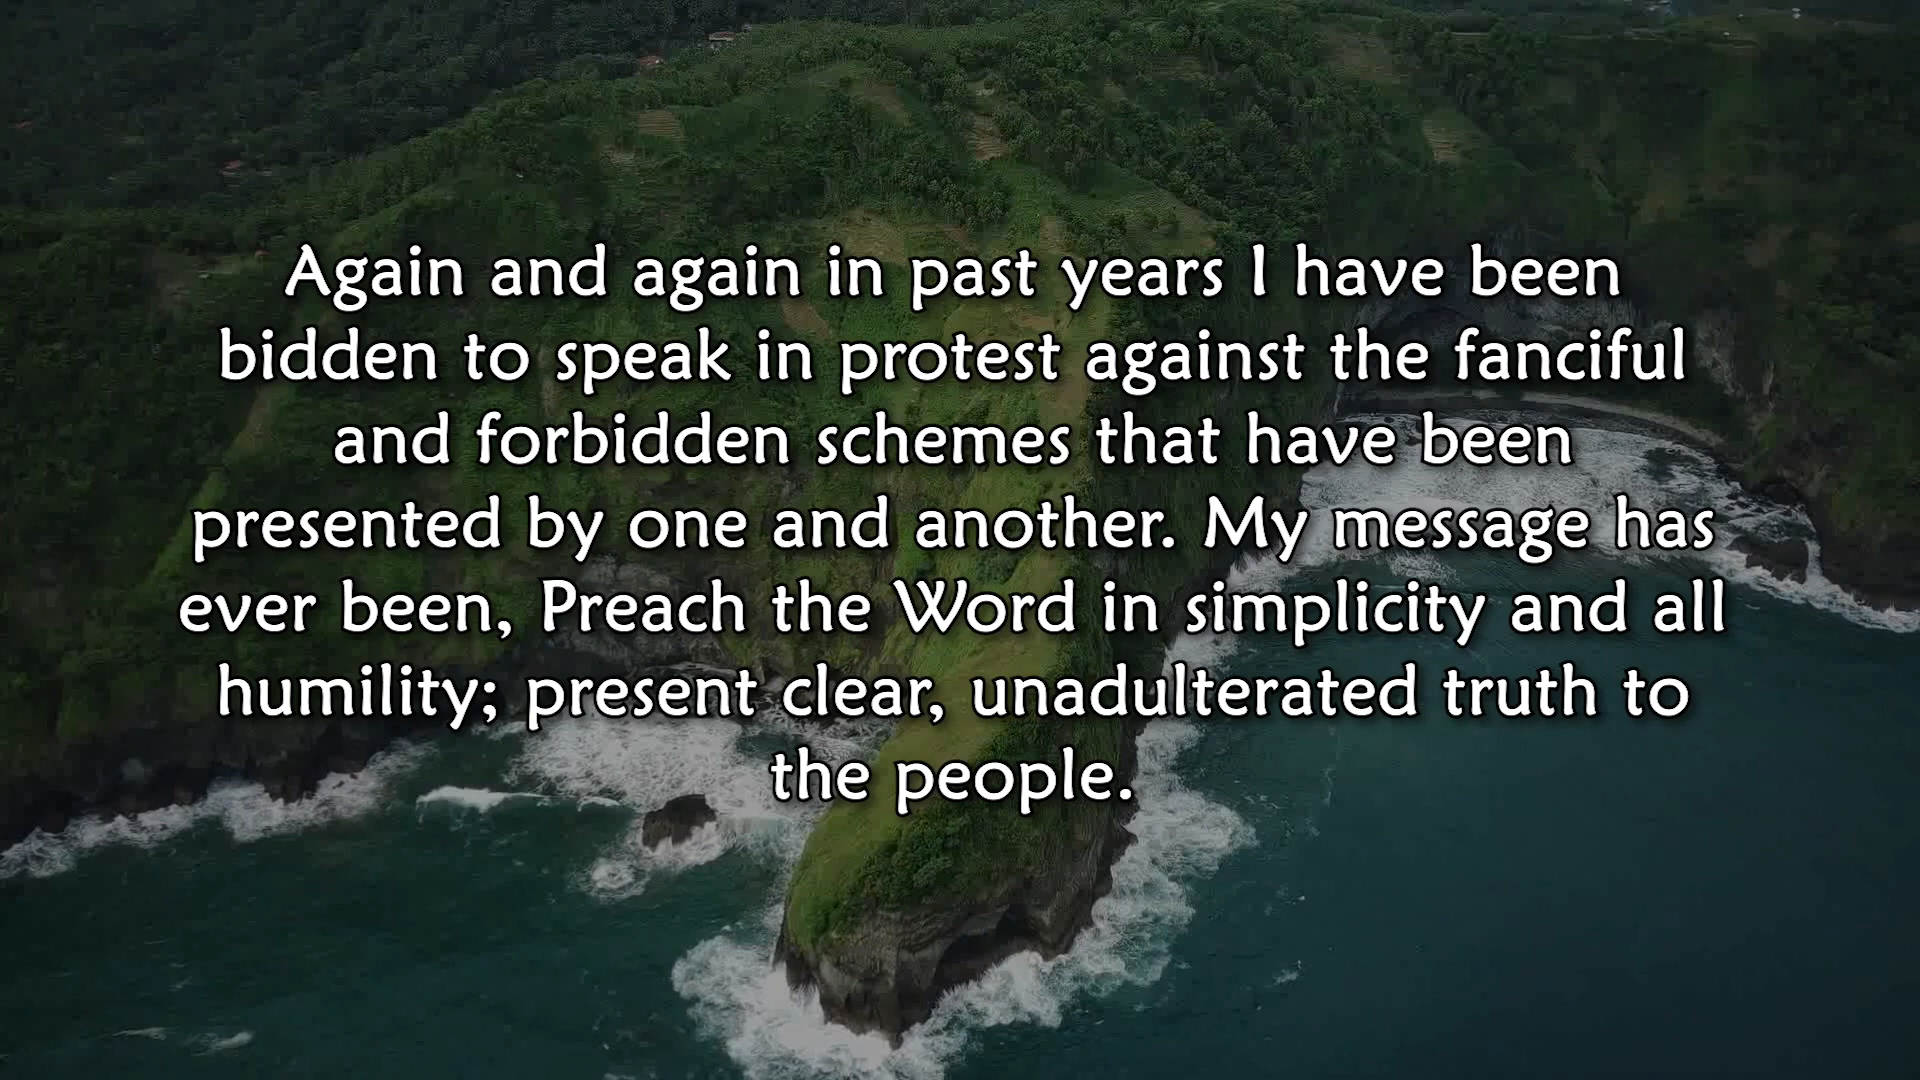 Again and again in past years I have been
bidden to speak in protest against the fanciful
and forbidden schemes that have been
presented by one and another. My message has
ever been, Preach the Word in simplicity and all
humility; present clear, unadulterated truth to
the people.